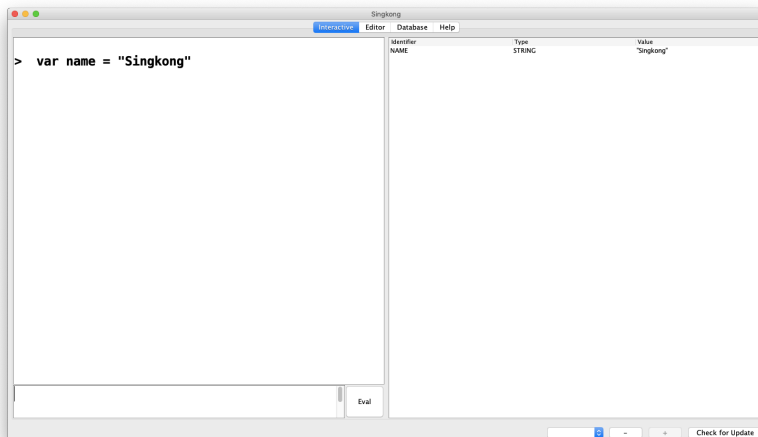 Singkong
Interactive Editor Database Help
> var name = "Singkong"
Identifier Type Value
NAME STRING "Singkong"
Eval
- + Check for Update